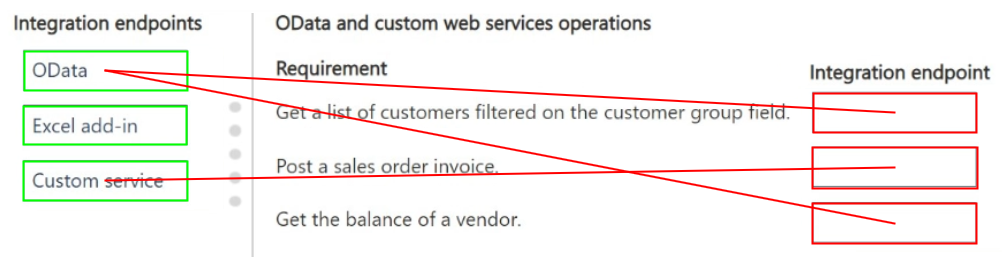 Integration endpoints
OData
Excel add-in
Custom service
OData and custom web services operations
Requirement
Integration endpoint
Get a list of customers filtered on the customer group field.
Post a sales order invoice.
Get the balance of a vendor.